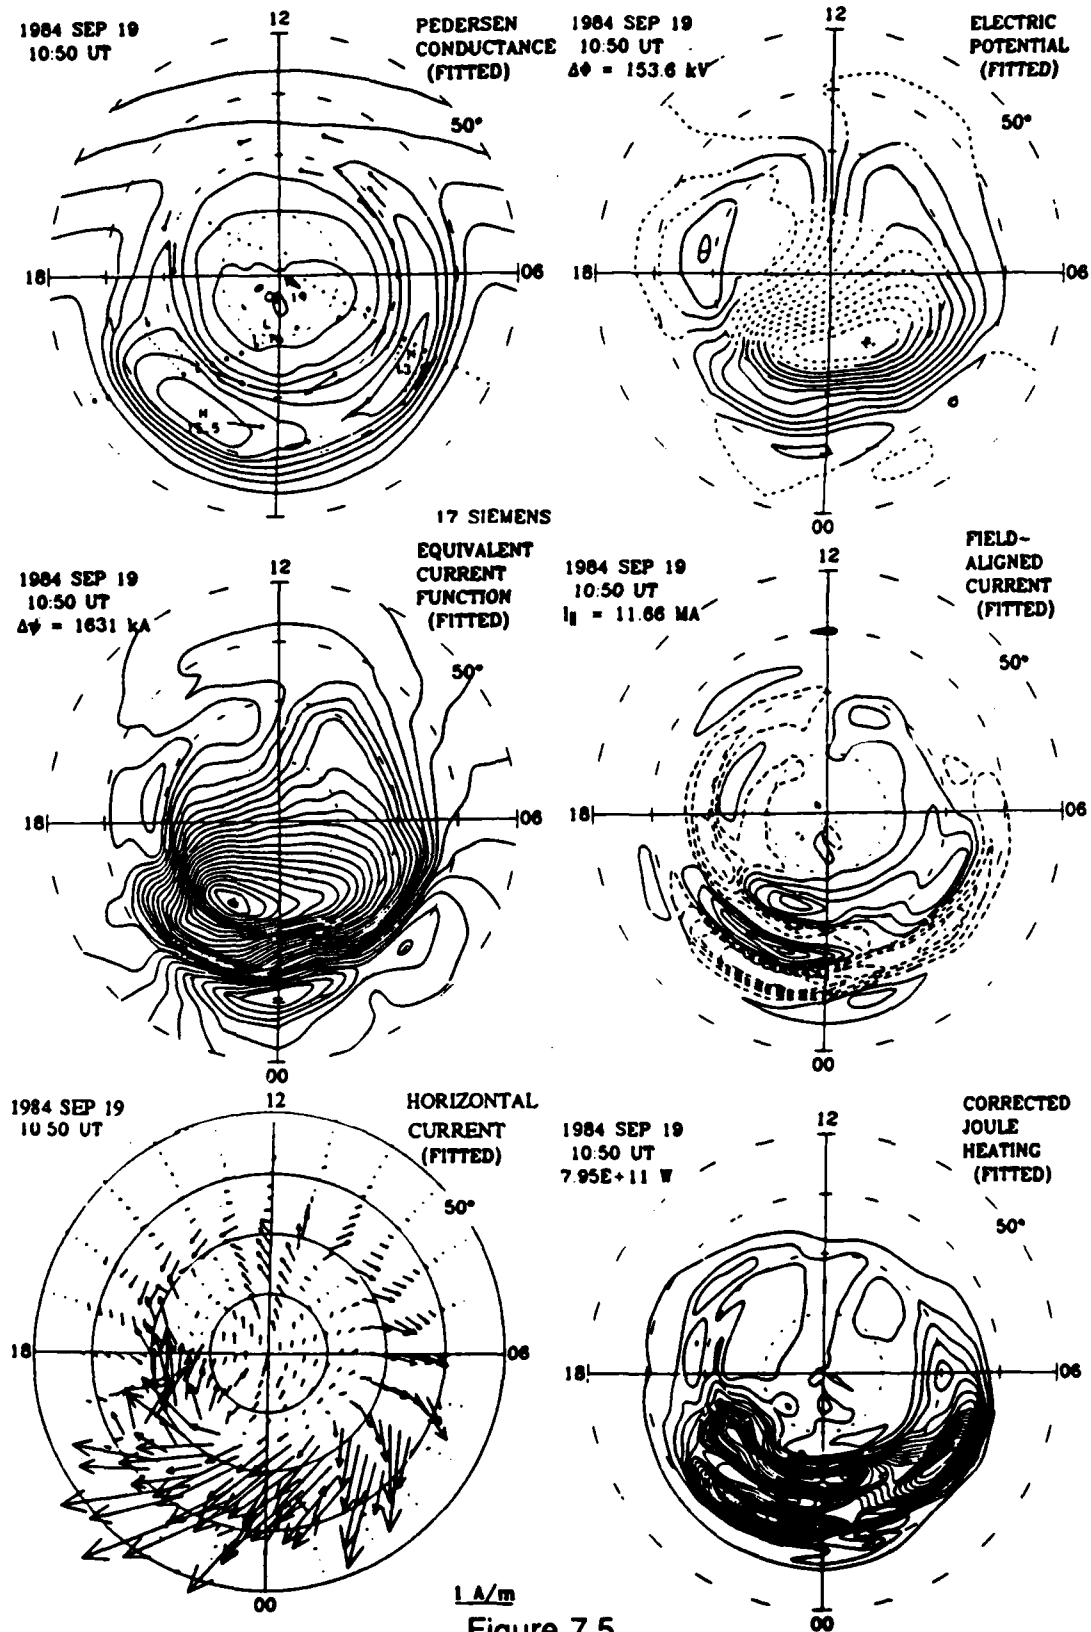 1984 SEP 19
10:50 UT
12
PEDERSEN
CONDUCTANCE
(FITTED)
50°
18
06
H
17 SIEMENS
1984 SEP 19
10:50 UT
ΔΦ = 153.6 kV
12
ELECTRIC
POTENTIAL
(FITTED)
50°
18
06
00
1984 SEP 19
10:50 UT
Δψ = 1631 kA
12
EQUIVALENT
CURRENT
FUNCTION
(FITTED)
50°
18
06
00
1984 SEP 19
10:50 UT
I∥ = 11.66 MA
12
FIELD-
ALIGNED
CURRENT
(FITTED)
50°
18
06
00
1984 SEP 19
10 50 UT
12
HORIZONTAL
CURRENT
(FITTED)
50°
18
06
00
1 A/m
1984 SEP 19
10:50 UT
7.95E+11 W
12
CORRECTED
JOULE
HEATING
(FITTED)
50°
18
06
00
Figure 7.5